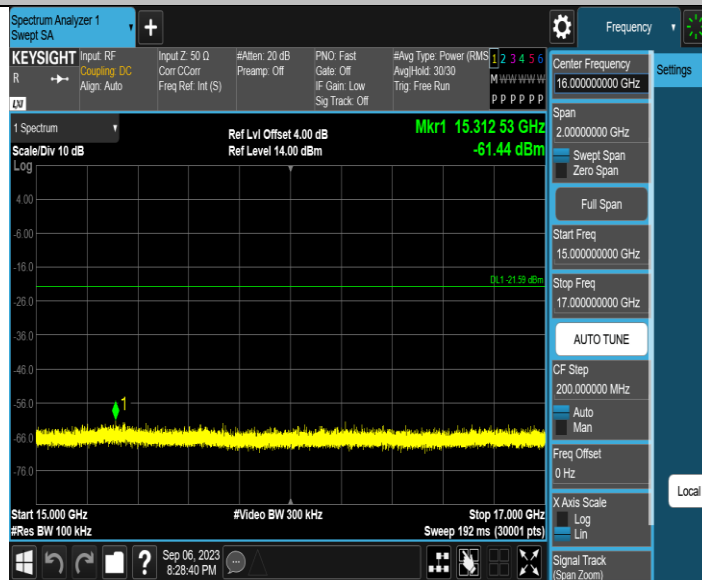 Spectrum Analyzer 1
Swept SA
Frequency
KEYSIGHT
R
LXI
Input: RF
Coupling: DC
Align: Auto
Input Z: 50 Ω
Corr CCorr
Freq Ref: Int (S)
#Atten: 20 dB
Preamp: Off
PNO: Fast
Gate: Off
IF Gain: Low
Sig Track: Off
#Avg Type: Power (RMS
Avg|Hold: 30/30
Trig: Free Run
1 2 3 4 5 6
M W W W W W
P P P P P P
1 Spectrum
Scale/Div 10 dB
Log
Ref Lvl Offset 4.00 dB
Ref Level 14.00 dBm
Mkr1 15.312 53 GHz
-61.44 dBm
4.00
-6.00
-16.0
DL1 -21.59 dBm
-26.0
-36.0
-46.0
-56.0
1
-66.0
-76.0
Start 15.000 GHz
#Res BW 100 kHz
#Video BW 300 kHz
Stop 17.000 GHz
Sweep 192 ms (30001 pts)
Sep 06, 2023
8:28:40 PM
Center Frequency
16.000000000 GHz
Settings
Span
2.00000000 GHz
Swept Span
Zero Span
Full Span
Start Freq
15.000000000 GHz
Stop Freq
17.000000000 GHz
AUTO TUNE
CF Step
200.000000 MHz
Auto
Man
Freq Offset
0 Hz
X Axis Scale
Log
Lin
Local
Signal Track
(Span Zoom)